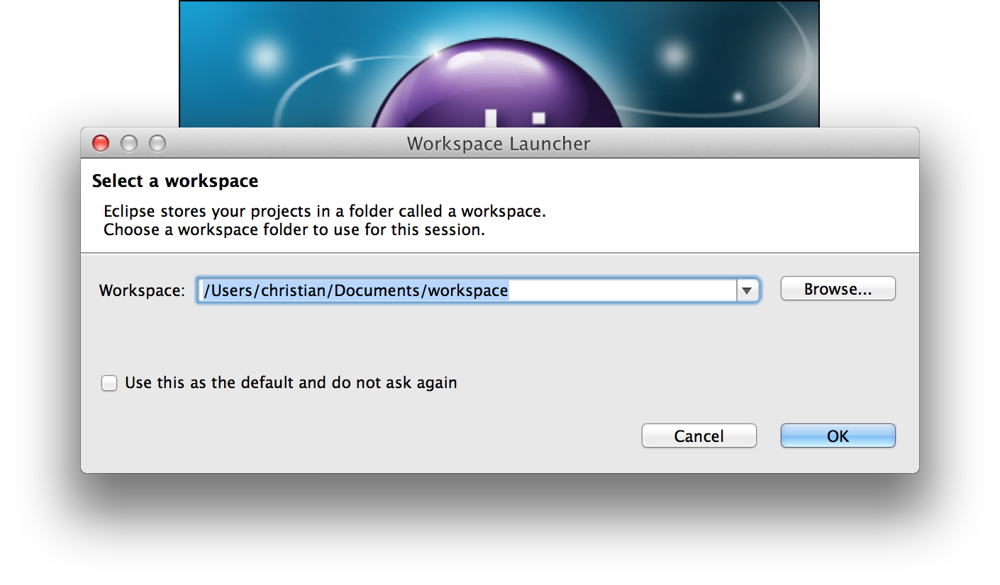 Workspace Launcher
Select a workspace
Eclipse stores your projects in a folder called a workspace.
Choose a workspace folder to use for this session.
Workspace: /Users/christian/Documents/workspace Browse...
Use this as the default and do not ask again
Cancel OK